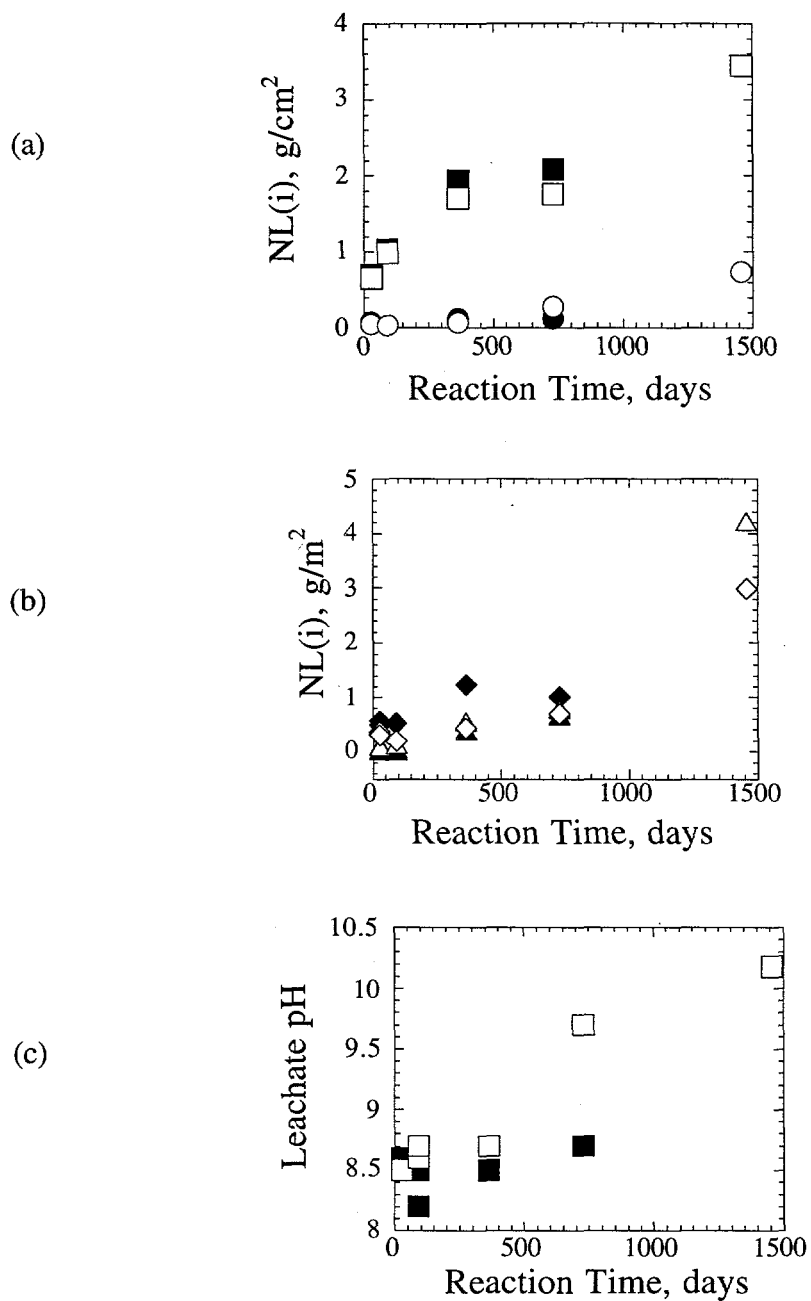 (a)
NL(i), g/cm²
4
3
2
1
0
0 500 1000 1500
Reaction Time, days
(b)
NL(i), g/m²
5
4
3
2
1
0
0 500 1000 1500
Reaction Time, days
(c)
Leachate pH
10.5
10
9.5
9
8.5
8
0 500 1000 1500
Reaction Time, days